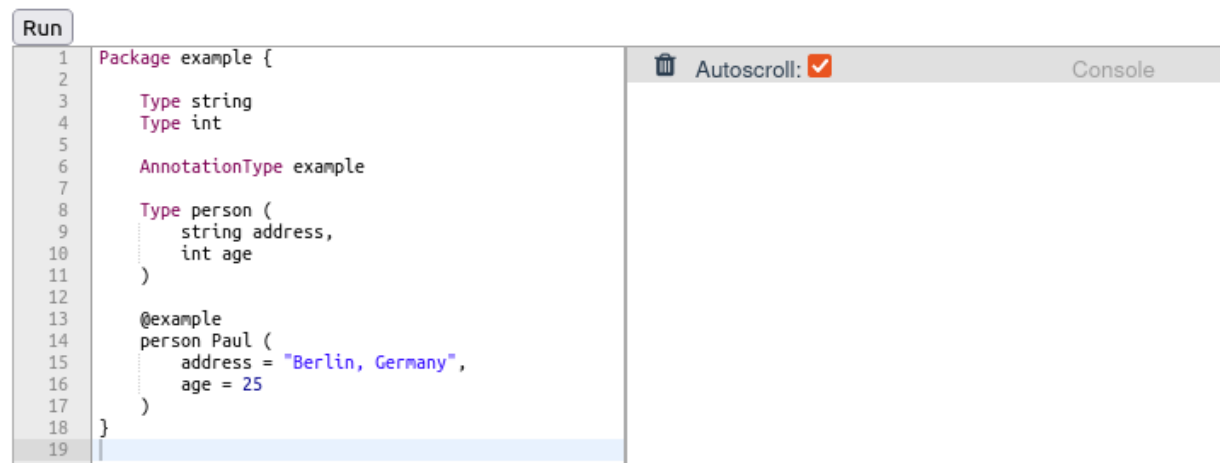 Run
1 Package example {
2
3     Type string
4     Type int
5
6     AnnotationType example
7
8     Type person (
9         string address,
10         int age
11     )
12
13     @example
14     person Paul (
15         address = "Berlin, Germany",
16         age = 25
17     )
18 }
19
Autoscroll: Console